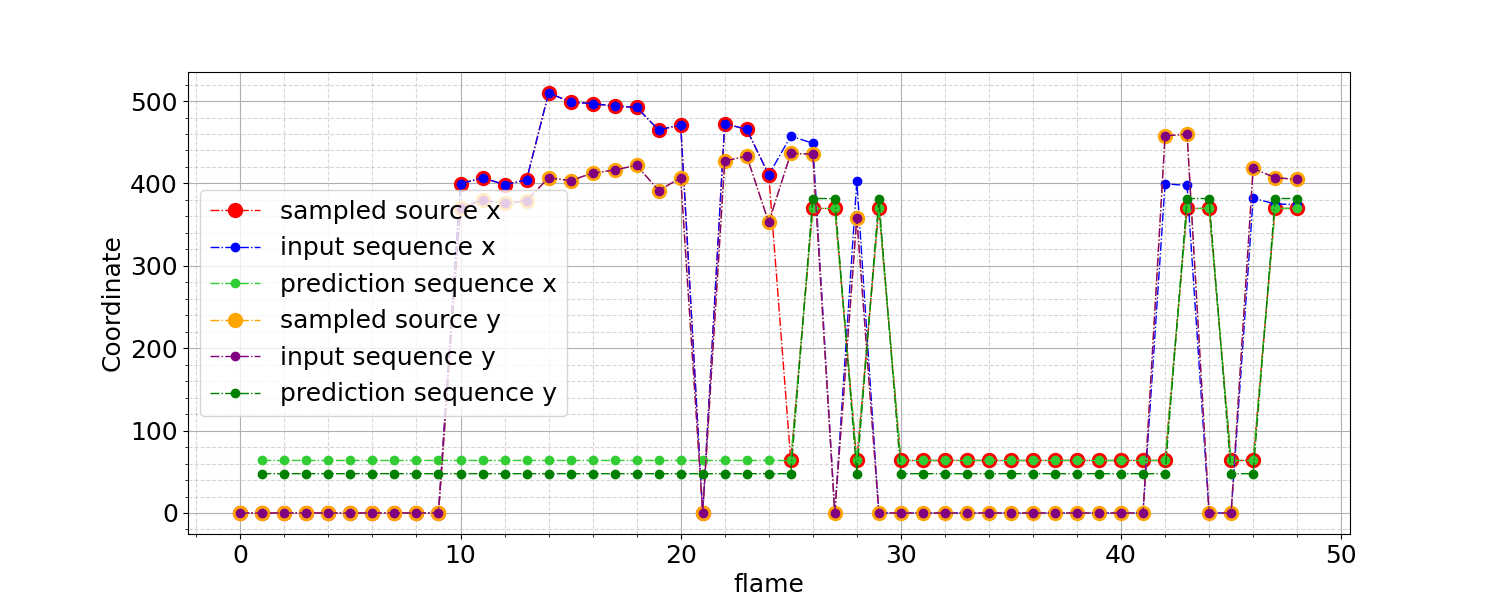 500
400
300
200
100
0
Coordinate
sampled source x
input sequence x
prediction sequence x
sampled source y
input sequence y
prediction sequence y
0 10 20 30 40 50
flame